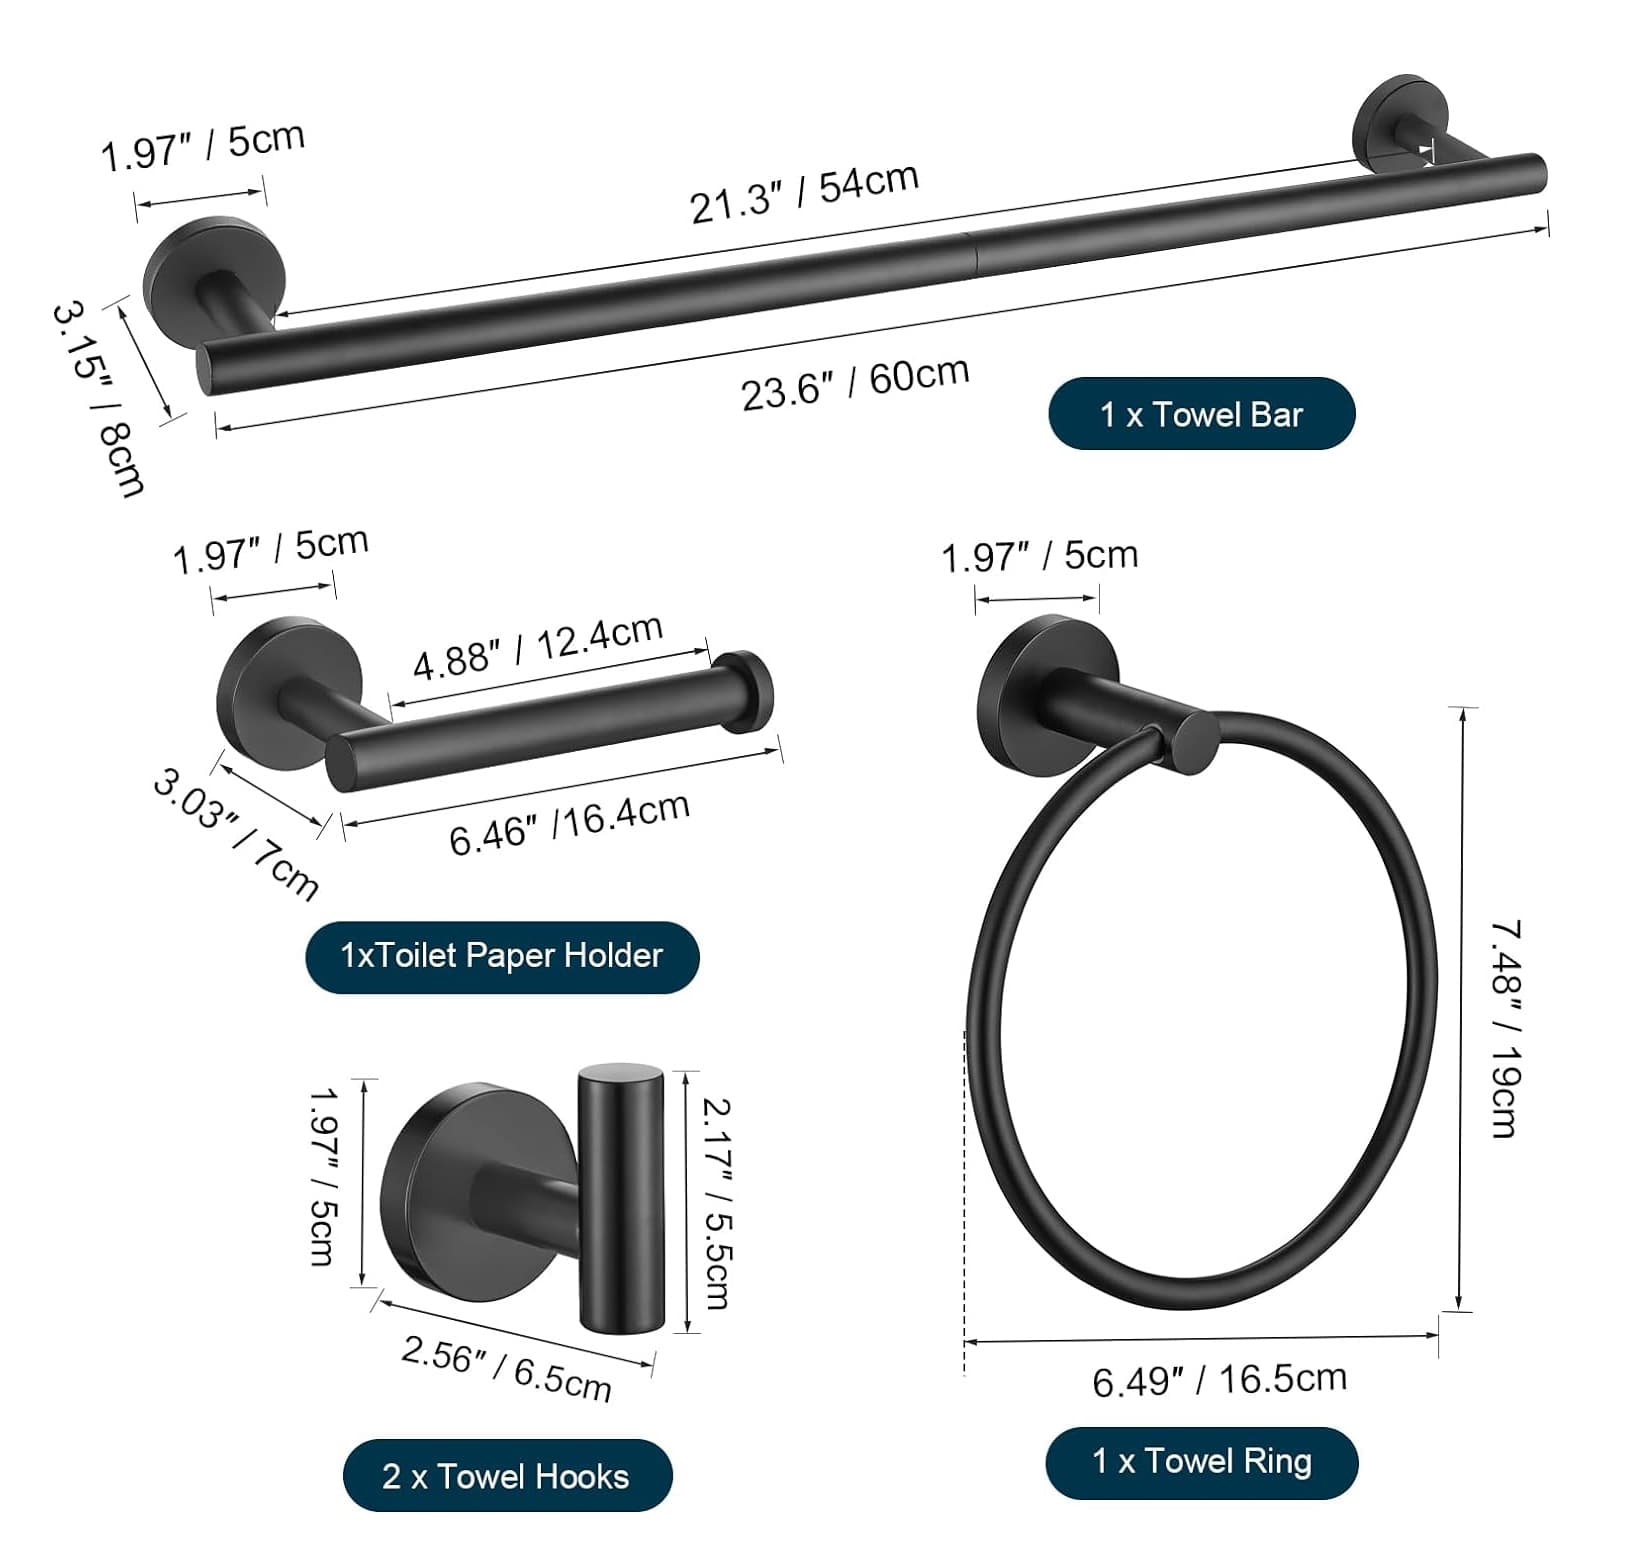 1.97" / 5cm
21.3" / 54cm
3.15" / 8cm
23.6" / 60cm
1 x Towel Bar
1.97" / 5cm
4.88" / 12.4cm
3.03" / 7cm
6.46" /16.4cm
1xToilet Paper Holder
1.97" / 5cm
7.48" / 19cm
6.49" / 16.5cm
1 x Towel Ring
1.97" / 5cm
2.17" / 5.5cm
2.56" / 6.5cm
2 x Towel Hooks